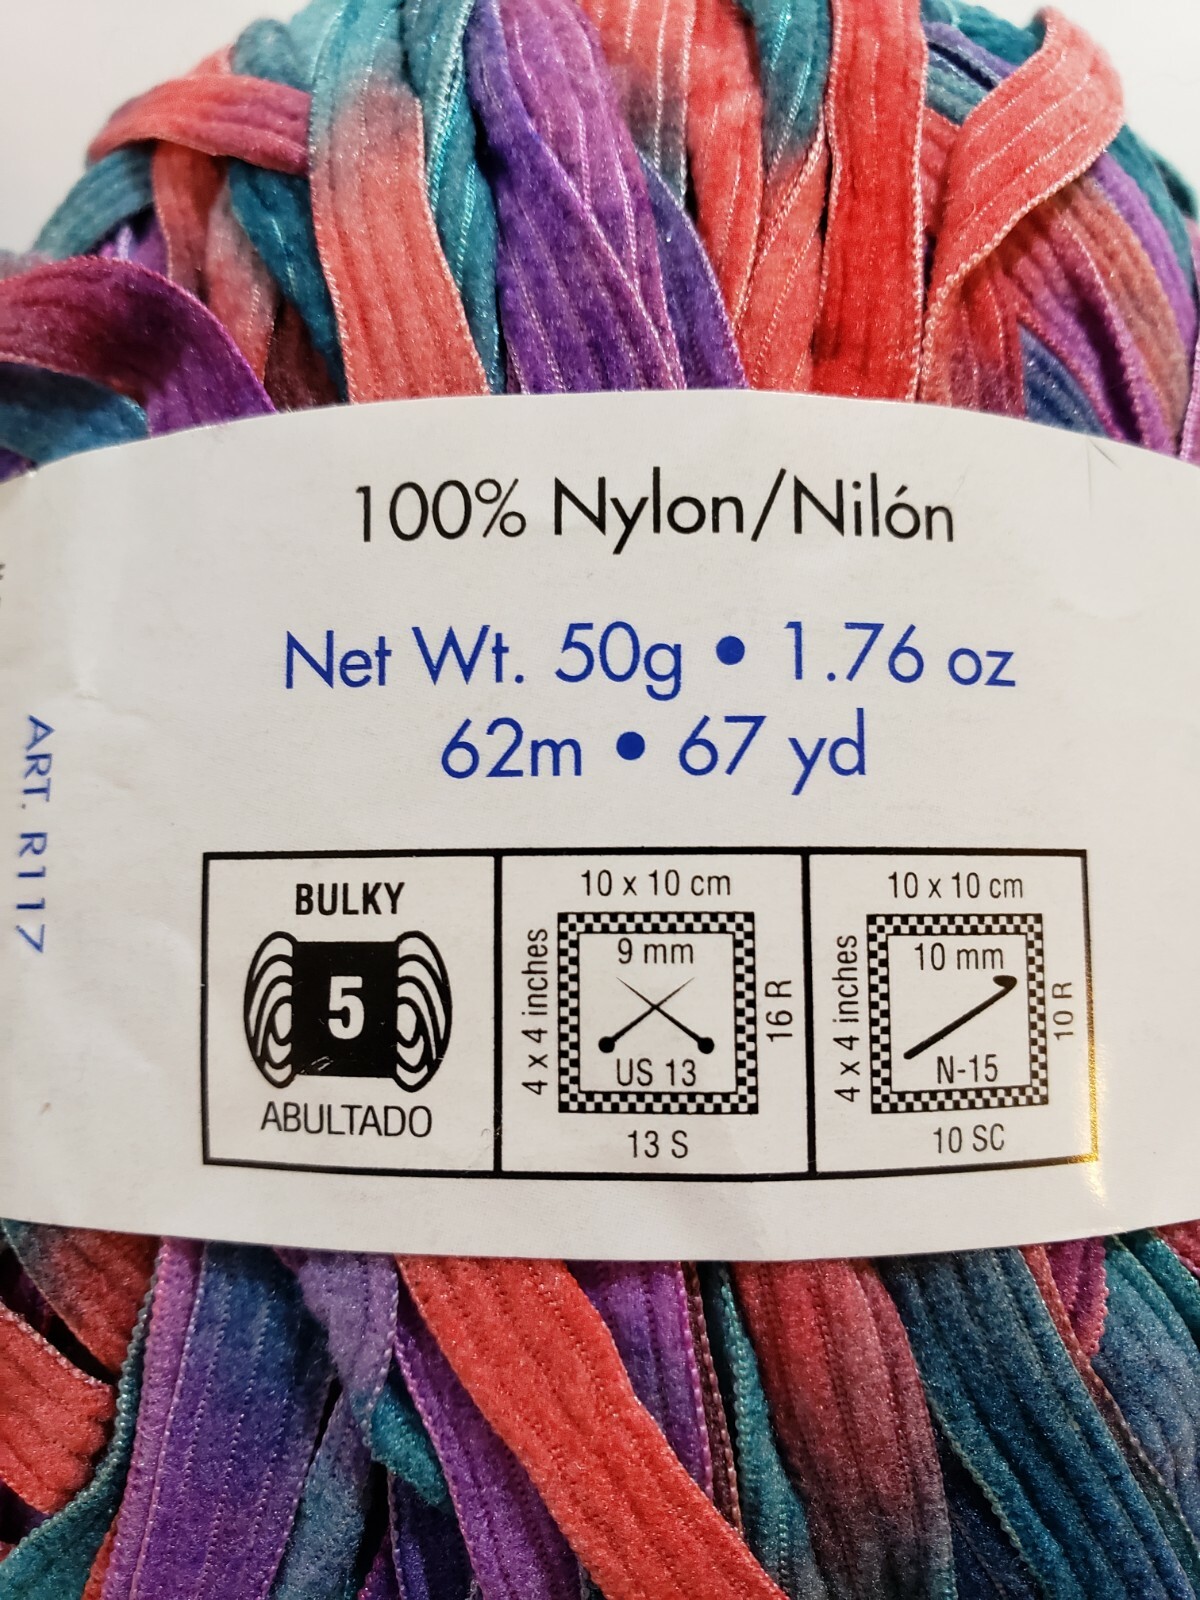 100% Nylon/Nilón
Net Wt. 50g • 1.76 oz
62m • 67 yd
ART. R117
BULKY
5
ABULTADO
10 x 10 cm
4 x 4 inches
9 mm
US 13
16 R
13 S
10 x 10 cm
4 x 4 inches
10 mm
N-15
10 R
10 SC